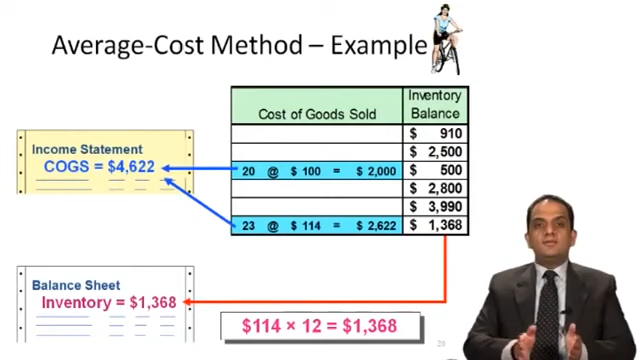 Average-Cost Method – Example
Cost of Goods Sold
Inventory
Balance
$ 910
$ 2,500
20 @ $ 100 = $ 2,000 $ 500
$ 2,800
$ 3,990
23 @ $ 114 = $ 2,622 $ 1,368
Income Statement
COGS = $4,622
Balance Sheet
Inventory = $1,368
$114 × 12 = $1,368